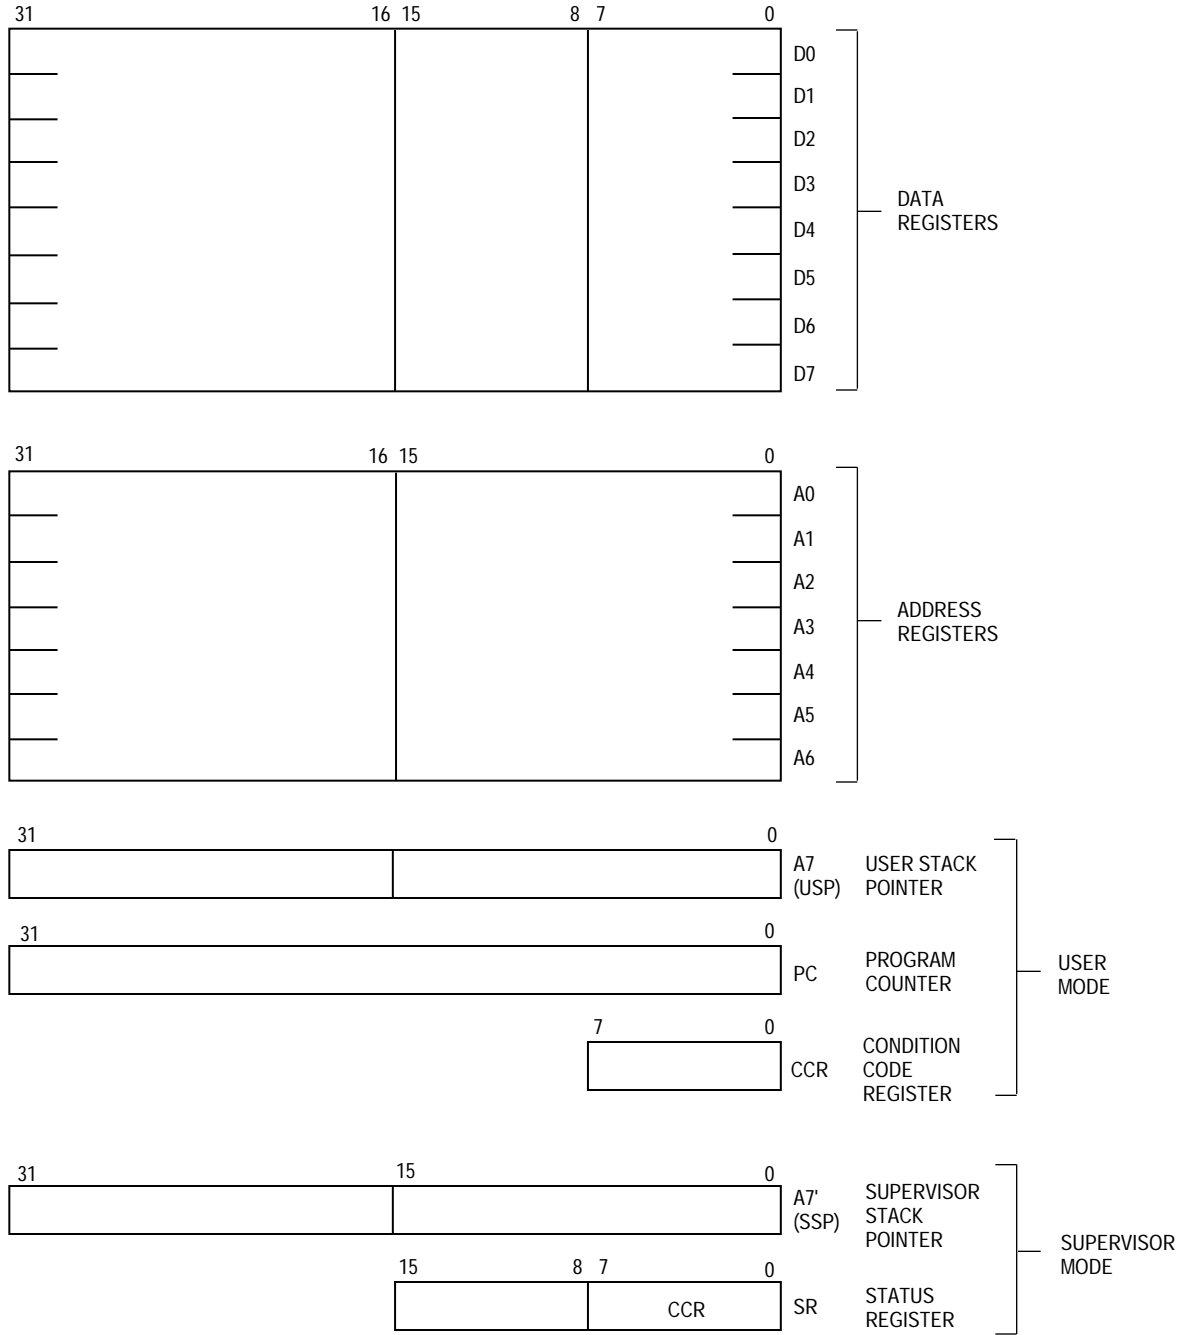 31 16 15 8 7 0
D0
D1
D2
D3
D4
D5
D6
D7
DATA
REGISTERS
31 16 15 0
A0
A1
A2
A3
A4
A5
A6
ADDRESS
REGISTERS
31 0
A7
(USP)
USER STACK
POINTER
31 0
PC
PROGRAM
COUNTER
7 0
CCR
CONDITION
CODE
REGISTER
USER
MODE
31 15 0
A7'
(SSP)
SUPERVISOR
STACK
POINTER
15 8 7 0
CCR
SR
STATUS
REGISTER
SUPERVISOR
MODE